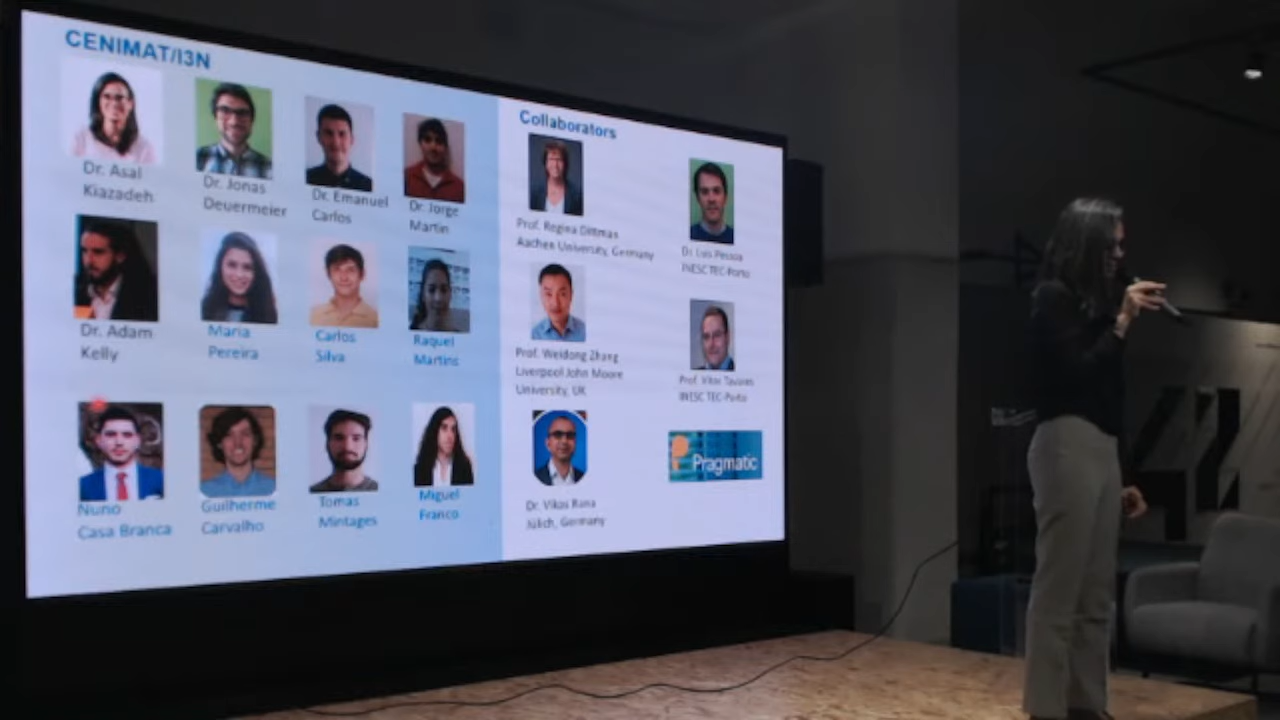 CENIMAT/I3N
Dr. Asal
Kiazadeh
Dr. Jonas
Deuermeier
Dr. Emanuel
Carlos
Dr. Jorge
Martin
Dr. Adam
Kelly
Maria
Pereira
Carlos
Silva
Raquel
Martins
Nuno
Casa Branca
Guilherme
Carvalho
Tomas
Mintages
Miguel
Franco
Collaborators
Prof. Regina Dittman
Aachen University, Germany
Dr. Luis Pessoa
INESC TEC-Porto
Prof. Weidong Zhang
Liverpool John Moore
University, UK
Prof. Vitor Tavares
INESC TEC-Porto
Dr. Vikas Rana
Jülich, Germany
Pragmatic